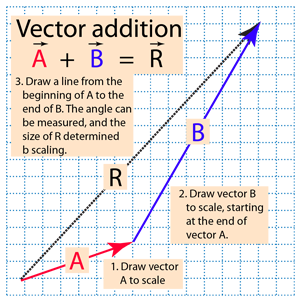 Vector addition
A + B = R
3. Draw a line from the
beginning of A to the
end of B. The angle can
be measured, and the
size of R determined
b scaling.
B
R
2. Draw vector B
to scale, starting
at the end of
vector A.
A
1. Draw vector
A to scale